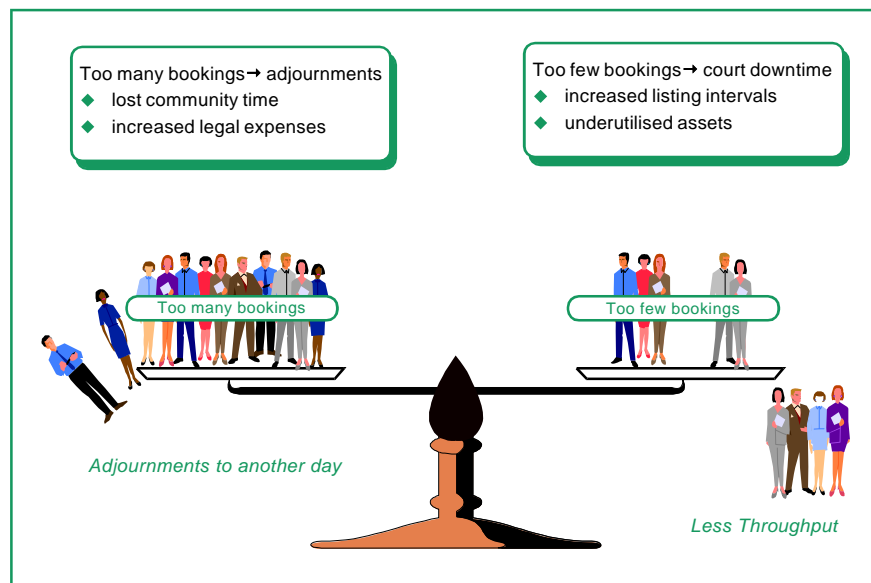 Too many bookings → adjournments
◆ lost community time
◆ increased legal expenses
Too few bookings → court downtime
◆ increased listing intervals
◆ underutilised assets
Too many bookings
Too few bookings
Adjournments to another day
Less Throughput